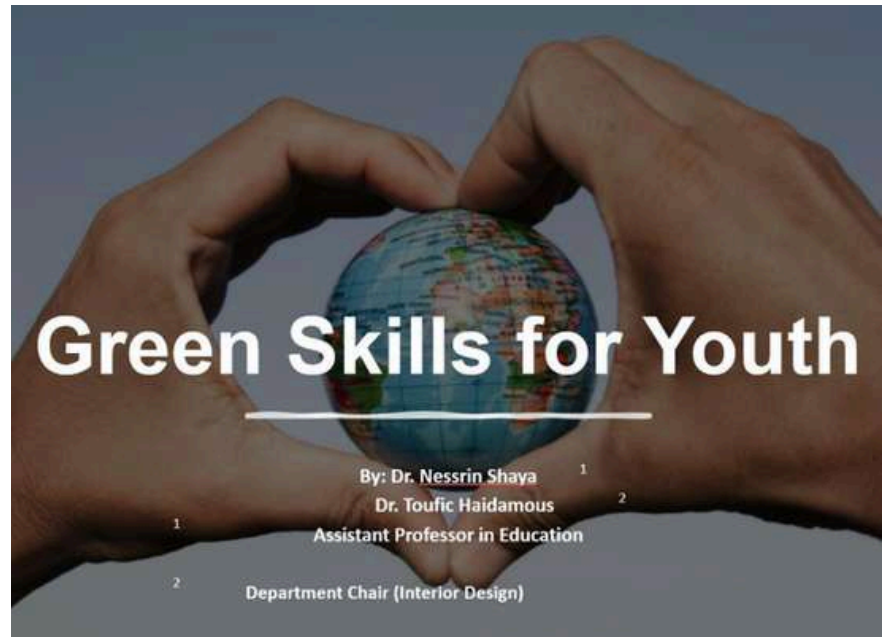 Green Skills for Youth
By: Dr. Nessrin Shaya 1
Dr. Toufic Haidamous 2
1 Assistant Professor in Education
2 Department Chair (Interior Design)